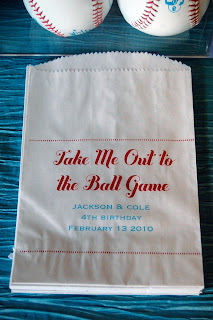 Take Me Out to
the Ball Game
Jackson & Cole
4th birthday
February 13 2010